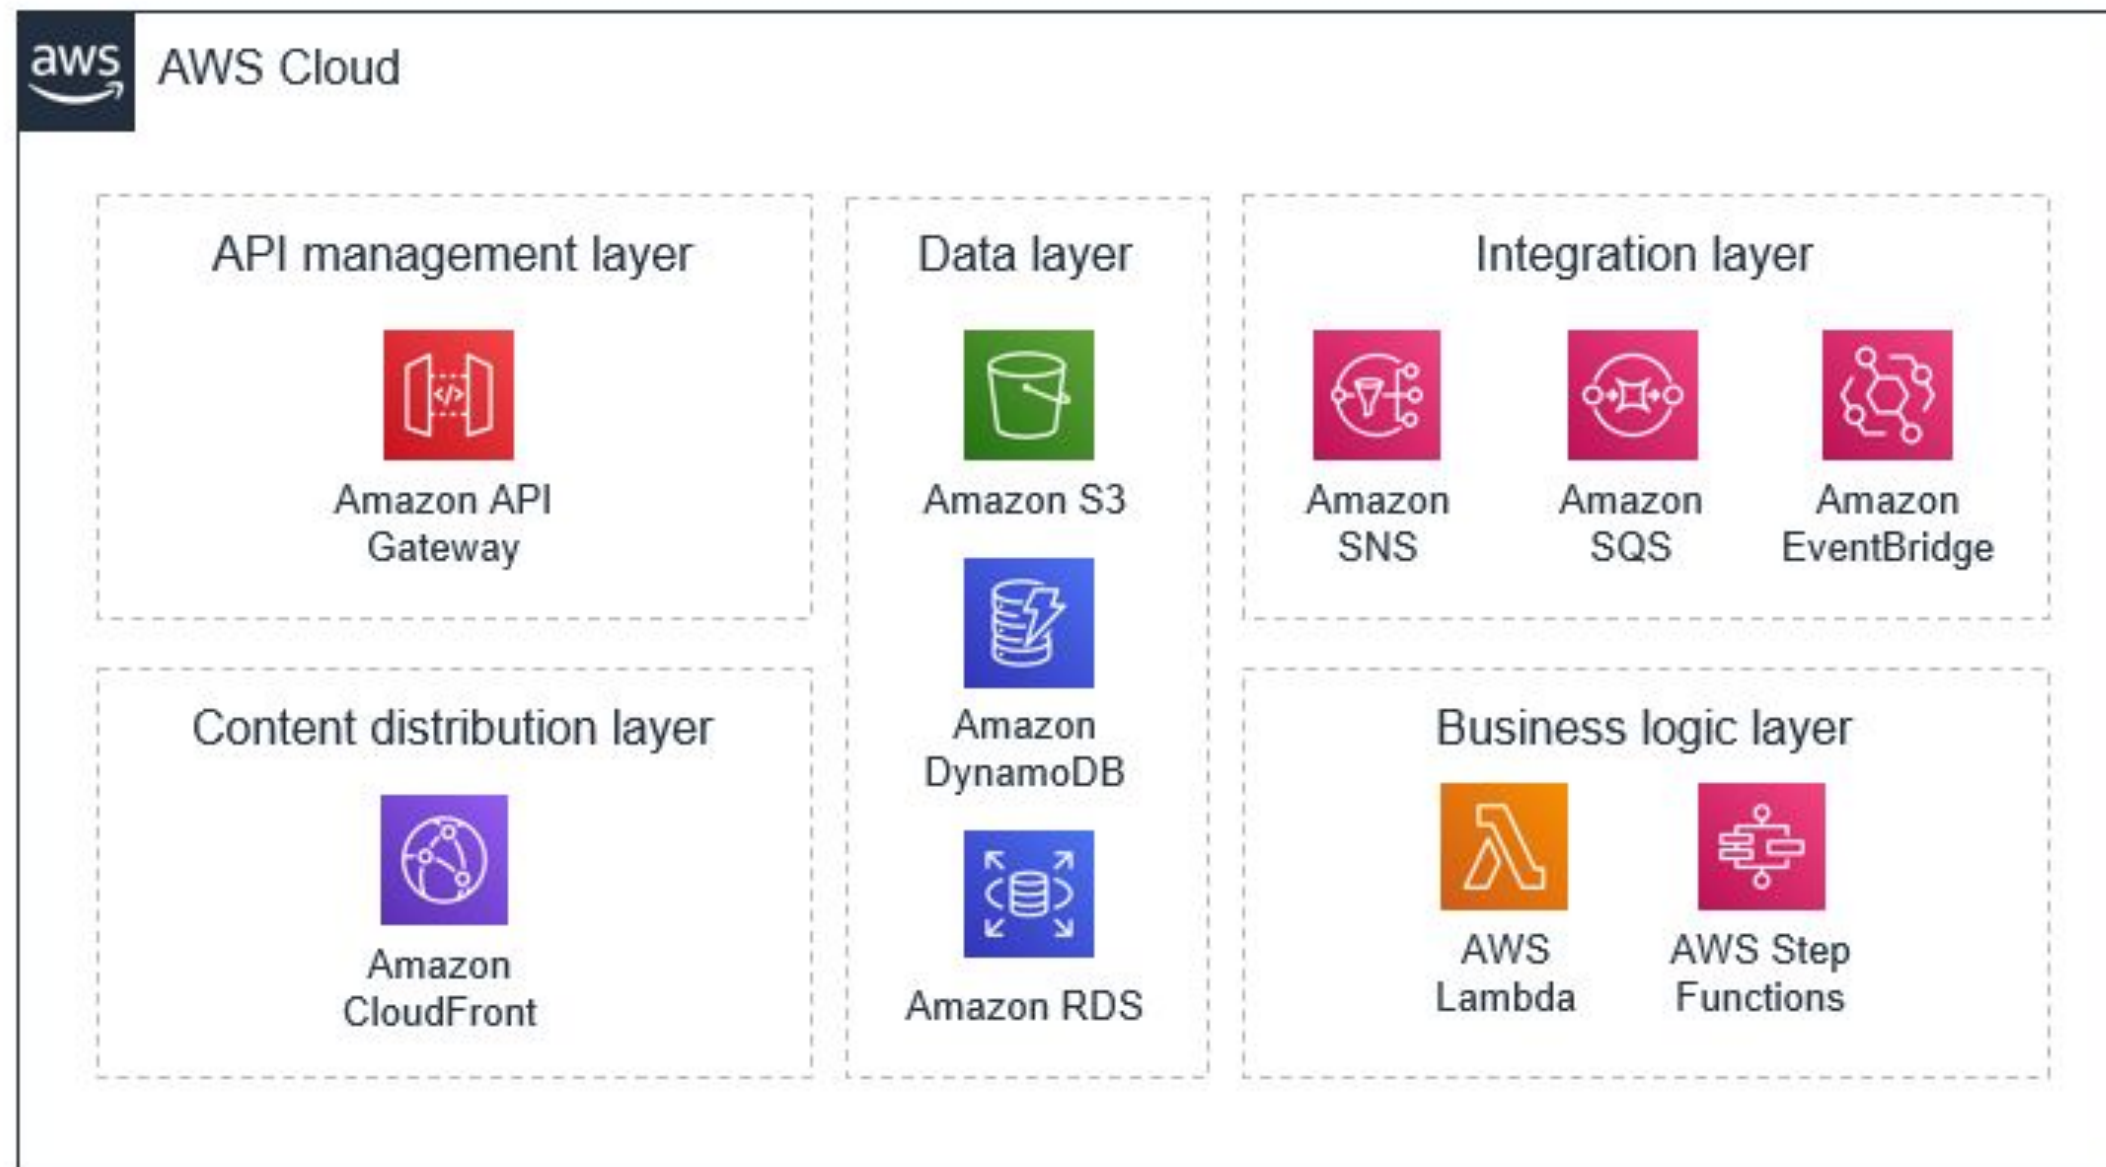 aws
AWS Cloud
API management layer
Amazon API
Gateway
Content distribution layer
Amazon
CloudFront
Data layer
Amazon S3
Amazon
DynamoDB
Amazon RDS
Integration layer
Amazon
SNS
Amazon
SQS
Amazon
EventBridge
Business logic layer
AWS
Lambda
AWS Step
Functions